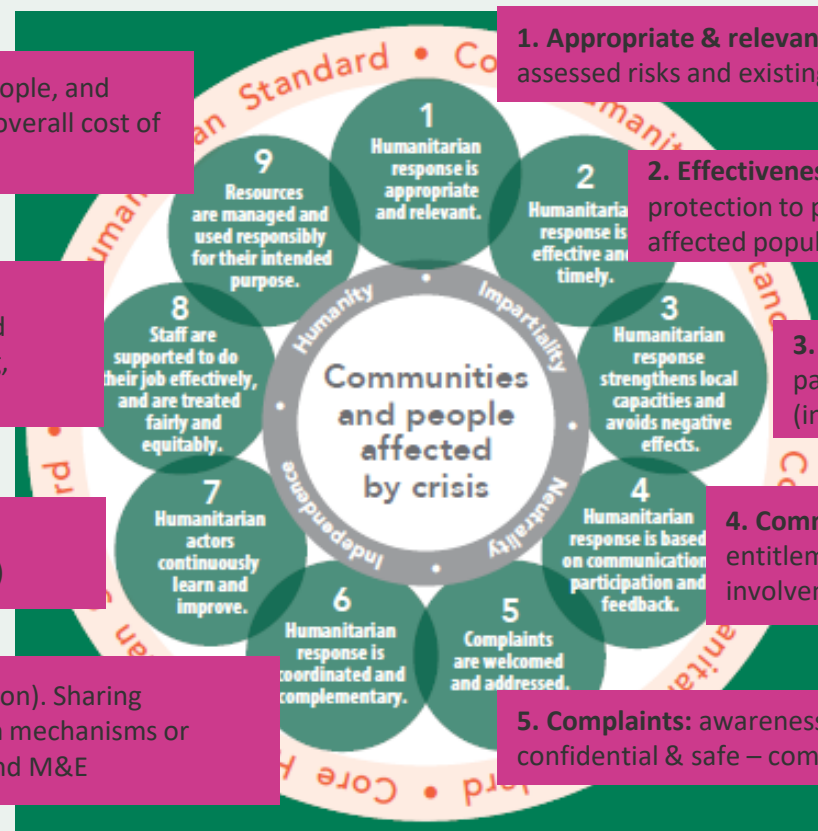 1. Appropriate & relevan
assessed risks and existing
2. Effectivenes
protection to p
affected popul
3.
pa
(in
4. Comm
entitlem
involver
5. Complaints: awareness
confidential & safe – com
on). Sharing
mechanisms or
nd M&E
)
d
,
ople, and
overall cost of
Standard • Co
Humanitarian
Core H
1
Humanitarian
response is
appropriate
and relevant.
2
Humanitaria
response is
effective and
timely.
3
Humanitarian
response
strengthens local
capacities and
avoids negative
effects.
4
Humanitarian
response is based
on communication,
participation and
feedback.
5
Complaints
are welcomed
and addressed.
6
Humanitarian
response is
coordinated and
complementary.
7
Humanitarian
actors
continuously
learn and
improve.
8
Staff are
supported to do
their job effectively,
and are treated
fairly and
equitably.
9
Resources
are managed and
used responsibly
for their intended
purpose.
Humanity • Impartiality • Neutrality • Independence •
Communities
and people
affected
by crisis